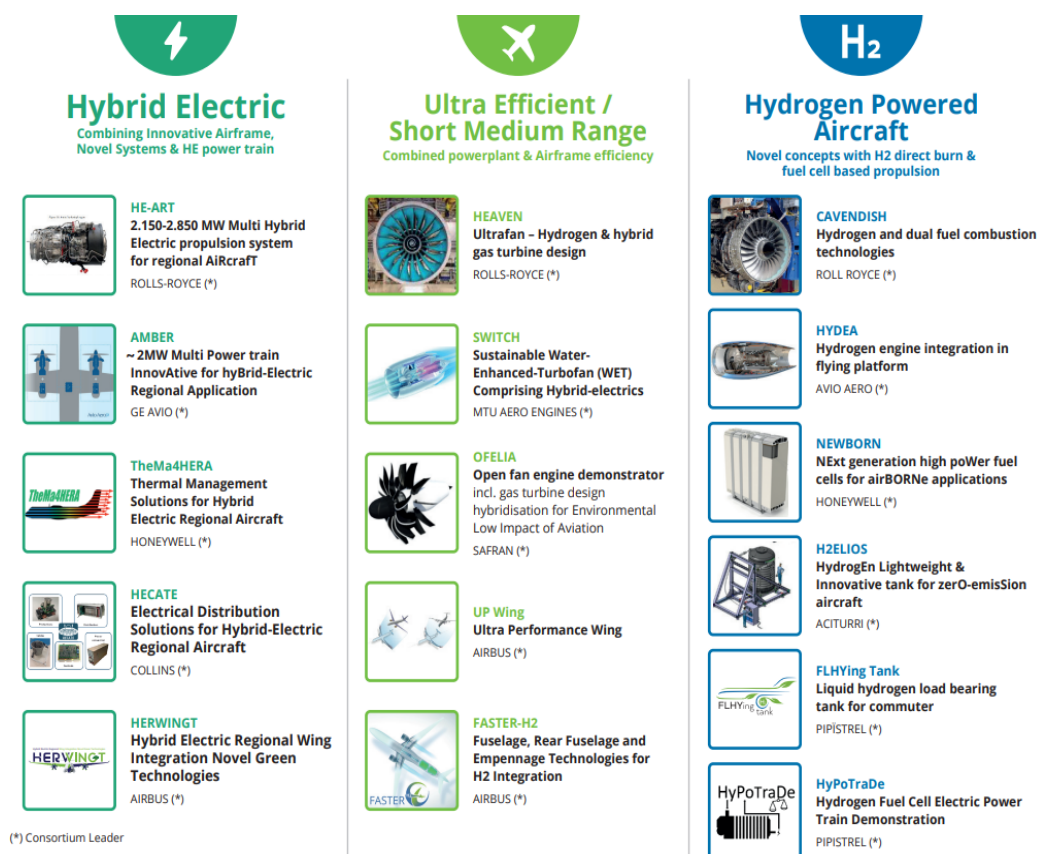 H2
Hybrid Electric
Combining Innovative Airframe,
Novel Systems & HE power train
HE-ART
2.150-2.850 MW Multi Hybrid
Electric propulsion system
for regional AiRcrafT
ROLLS-ROYCE (*)
AMBER
~ 2MW Multi Power train
InnovAtive for hyBrid-Electric
Regional Application
GE AVIO (*)
TheMa4HERA
TheMa4HERA
Thermal Management
Solutions for Hybrid
Electric Regional Aircraft
HONEYWELL (*)
HECATE
Electrical Distribution
Solutions for Hybrid-Electric
Regional Aircraft
COLLINS (*)
HERWINGT
HERWINGT
Hybrid Electric Regional Wing
Integration Novel Green
Technologies
AIRBUS (*)
(*) Consortium Leader
Ultra Efficient /
Short Medium Range
Combined powerplant & Airframe efficiency
HEAVEN
Ultrafan – Hydrogen & hybrid
gas turbine design
ROLLS-ROYCE (*)
SWITCH
Sustainable Water-
Enhanced-Turbofan (WET)
Comprising Hybrid-electrics
MTU AERO ENGINES (*)
OFELIA
Open fan engine demonstrator
incl. gas turbine design
hybridisation for Environmental
Low Impact of Aviation
SAFRAN (*)
UP Wing
Ultra Performance Wing
AIRBUS (*)
FASTER
FASTER-H2
Fuselage, Rear Fuselage and
Empennage Technologies for
H2 Integration
AIRBUS (*)
Hydrogen Powered
Aircraft
Novel concepts with H2 direct burn &
fuel cell based propulsion
CAVENDISH
Hydrogen and dual fuel combustion
technologies
ROLL ROYCE (*)
HYDEA
Hydrogen engine integration in
flying platform
AVIO AERO (*)
NEWBORN
NExt generation high poWer fuel
cells for airBORNe applications
HONEYWELL (*)
H2ELIOS
HydrogEn Lightweight &
Innovative tank for zerO-emisSion
aircraft
ACITURRI (*)
FLHYing tank
FLHYing Tank
Liquid hydrogen load bearing
tank for commuter
PIPÏSTREL (*)
HyPoTraDe
HyPoTraDe
Hydrogen Fuel Cell Electric Power
Train Demonstration
PIPISTREL (*)